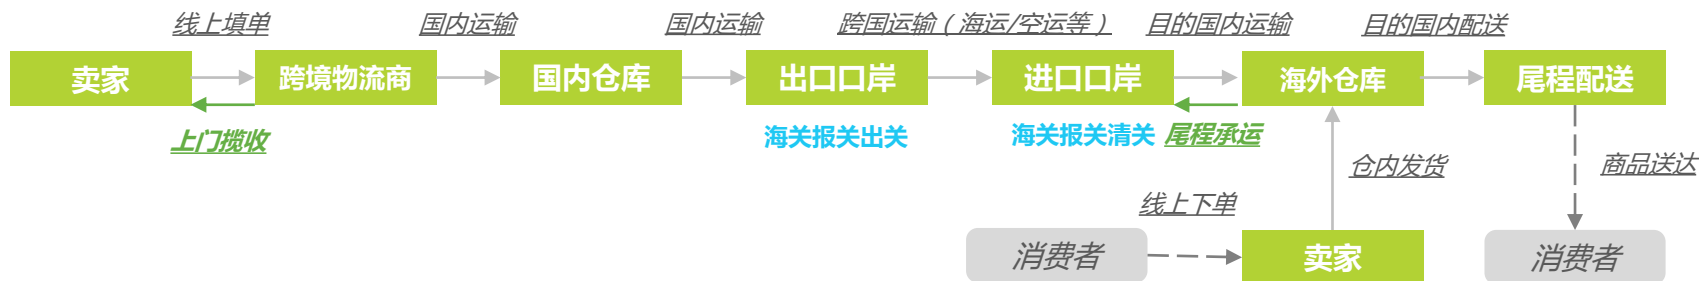 线上填单
国内运输
国内运输
跨国运输（海运/空运等）
目的国内运输
目的国内配送
卖家
跨境物流商
国内仓库
出口口岸
进口口岸
海外仓库
尾程配送
上门揽收
海关报关出关
海关报关清关
尾程承运
仓内发货
商品送达
线上下单
消费者
卖家
消费者